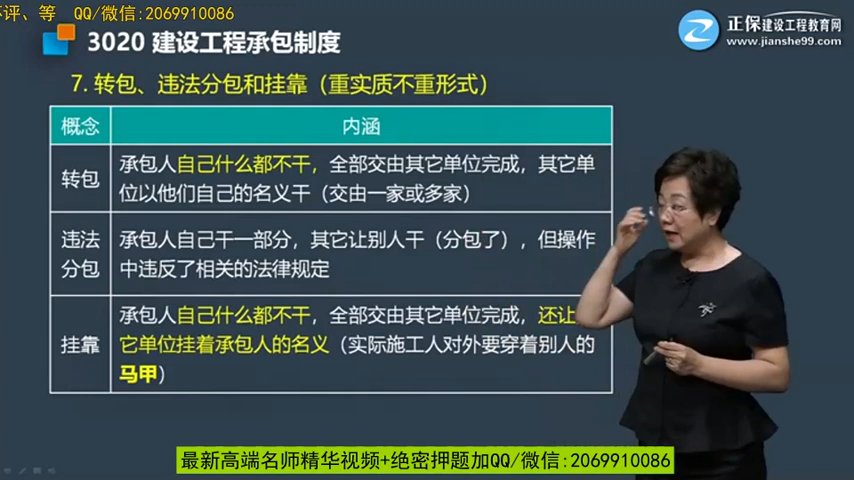 环评、等 QQ/微信:2069910086
3020 建设工程承包制度
正保建设工程教育网
www.jianshe99.com
7. 转包、违法分包和挂靠（重实质不重形式）
概念 内涵
转包
承包人自己什么都不干，全部交由其它单位完成，其它单
位以他们自己的名义干（交由一家或多家）
违法
分包
承包人自己干一部分，其它让别人干（分包了），但操作
中违反了相关的法律规定
挂靠
承包人自己什么都不干，全部交由其它单位完成，还让
它单位挂着承包人的名义（实际施工人对外要穿着别人的
马甲）
最新高端名师精华视频+绝密押题加QQ/微信:2069910086